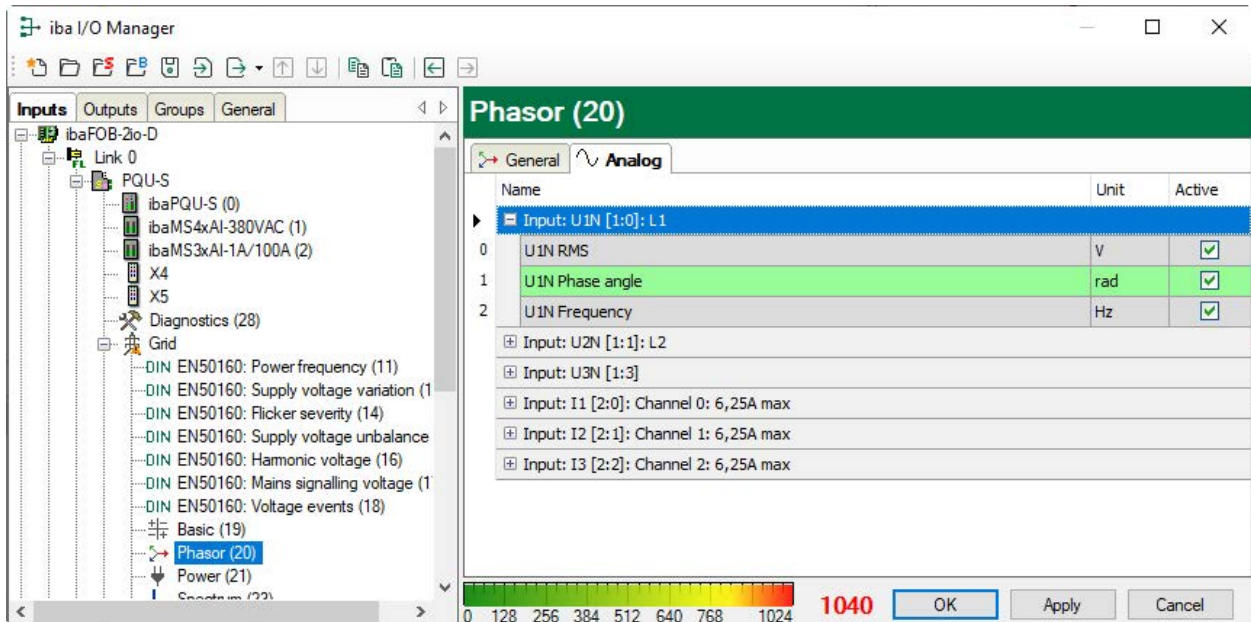 iba I/O Manager
Inputs Outputs Groups General
ibaFOB-2io-D
Link 0
PQU-S
ibaPQU-S (0)
ibaMS4xAI-380VAC (1)
ibaMS3xAI-1A/100A (2)
X4
X5
Diagnostics (28)
Grid
DIN EN50160: Power frequency (11)
DIN EN50160: Supply voltage variation (1
DIN EN50160: Flicker severity (14)
DIN EN50160: Supply voltage unbalance
DIN EN50160: Harmonic voltage (16)
DIN EN50160: Mains signalling voltage (1
DIN EN50160: Voltage events (18)
Basic (19)
Phasor (20)
Power (21)
Phasor (20)
General Analog
Name Unit Active
Input: U1N [1:0]: L1
0 U1N RMS V
1 U1N Phase angle rad
2 U1N Frequency Hz
Input: U2N [1:1]: L2
Input: U3N [1:3]
Input: I1 [2:0]: Channel 0: 6,25A max
Input: I2 [2:1]: Channel 1: 6,25A max
Input: I3 [2:2]: Channel 2: 6,25A max
0 128 256 384 512 640 768 1024
1040 OK Apply Cancel